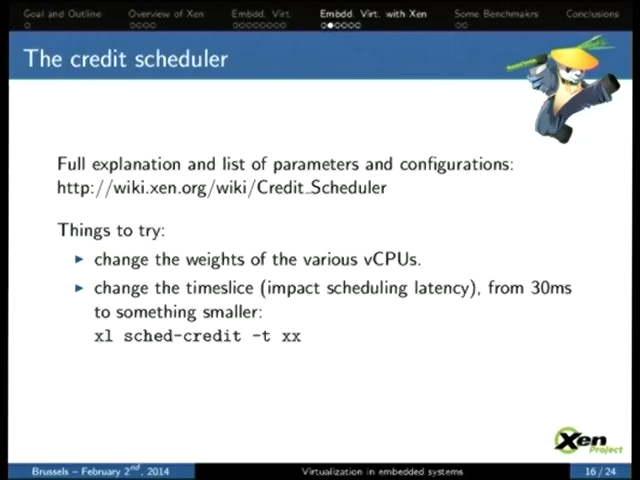 Goal and Outline Overview of Xen Embdd. Virt. Embdd. Virt. with Xen Some Benchmakrs Conclusions
The credit scheduler
Full explanation and list of parameters and configurations:
http://wiki.xen.org/wiki/Credit_Scheduler
Things to try:
change the weights of the various vCPUs.
change the timeslice (impact scheduling latency), from 30ms
to something smaller:
xl sched-credit -t xx
Xen
Project
Brussels – February 2nd, 2014 Virtualization in embedded systems 16 / 24